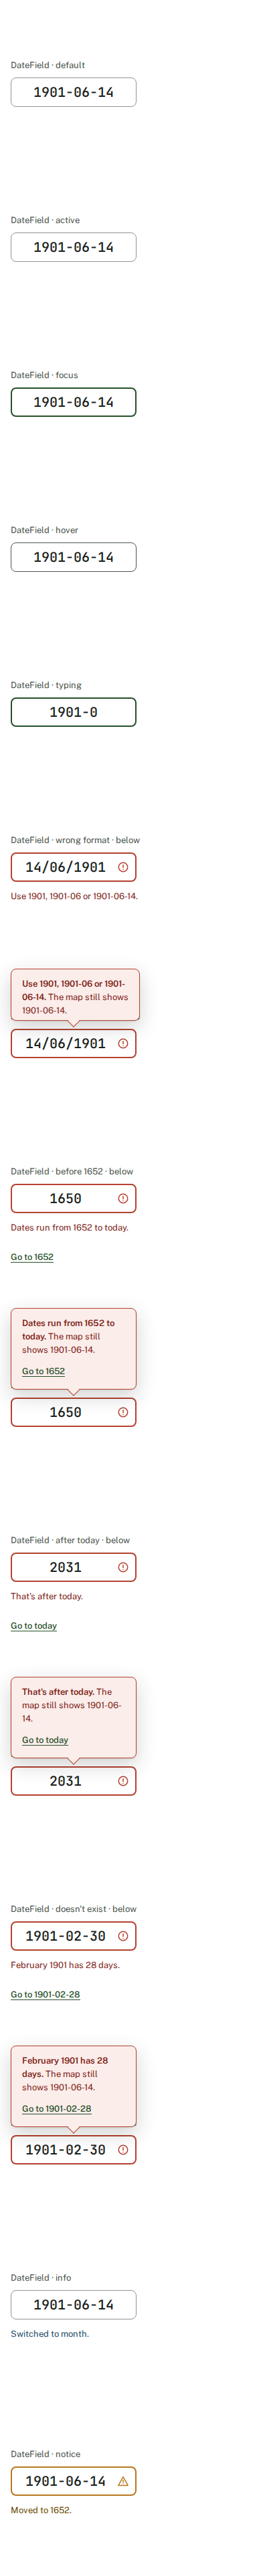 DateField · default
1901-06-14
DateField · active
1901-06-14
DateField · focus
1901-06-14
DateField · hover
1901-06-14
DateField · typing
1901-0
DateField · wrong format · below
14/06/1901
Use 1901, 1901-06 or 1901-06-14.
Use 1901, 1901-06 or 1901-
06-14. The map still shows
1901-06-14.
14/06/1901
DateField · before 1652 · below
1650
Dates run from 1652 to today.
Go to 1652
Dates run from 1652 to
today. The map still
shows 1901-06-14.
Go to 1652
1650
DateField · after today · below
2031
That's after today.
Go to today
That's after today. The
map still shows 1901-06-
14.
Go to today
2031
DateField · doesn't exist · below
1901-02-30
February 1901 has 28 days.
Go to 1901-02-28
February 1901 has 28
days. The map still
shows 1901-06-14.
Go to 1901-02-28
1901-02-30
DateField · info
1901-06-14
Switched to month.
DateField · notice
1901-06-14
Moved to 1652.